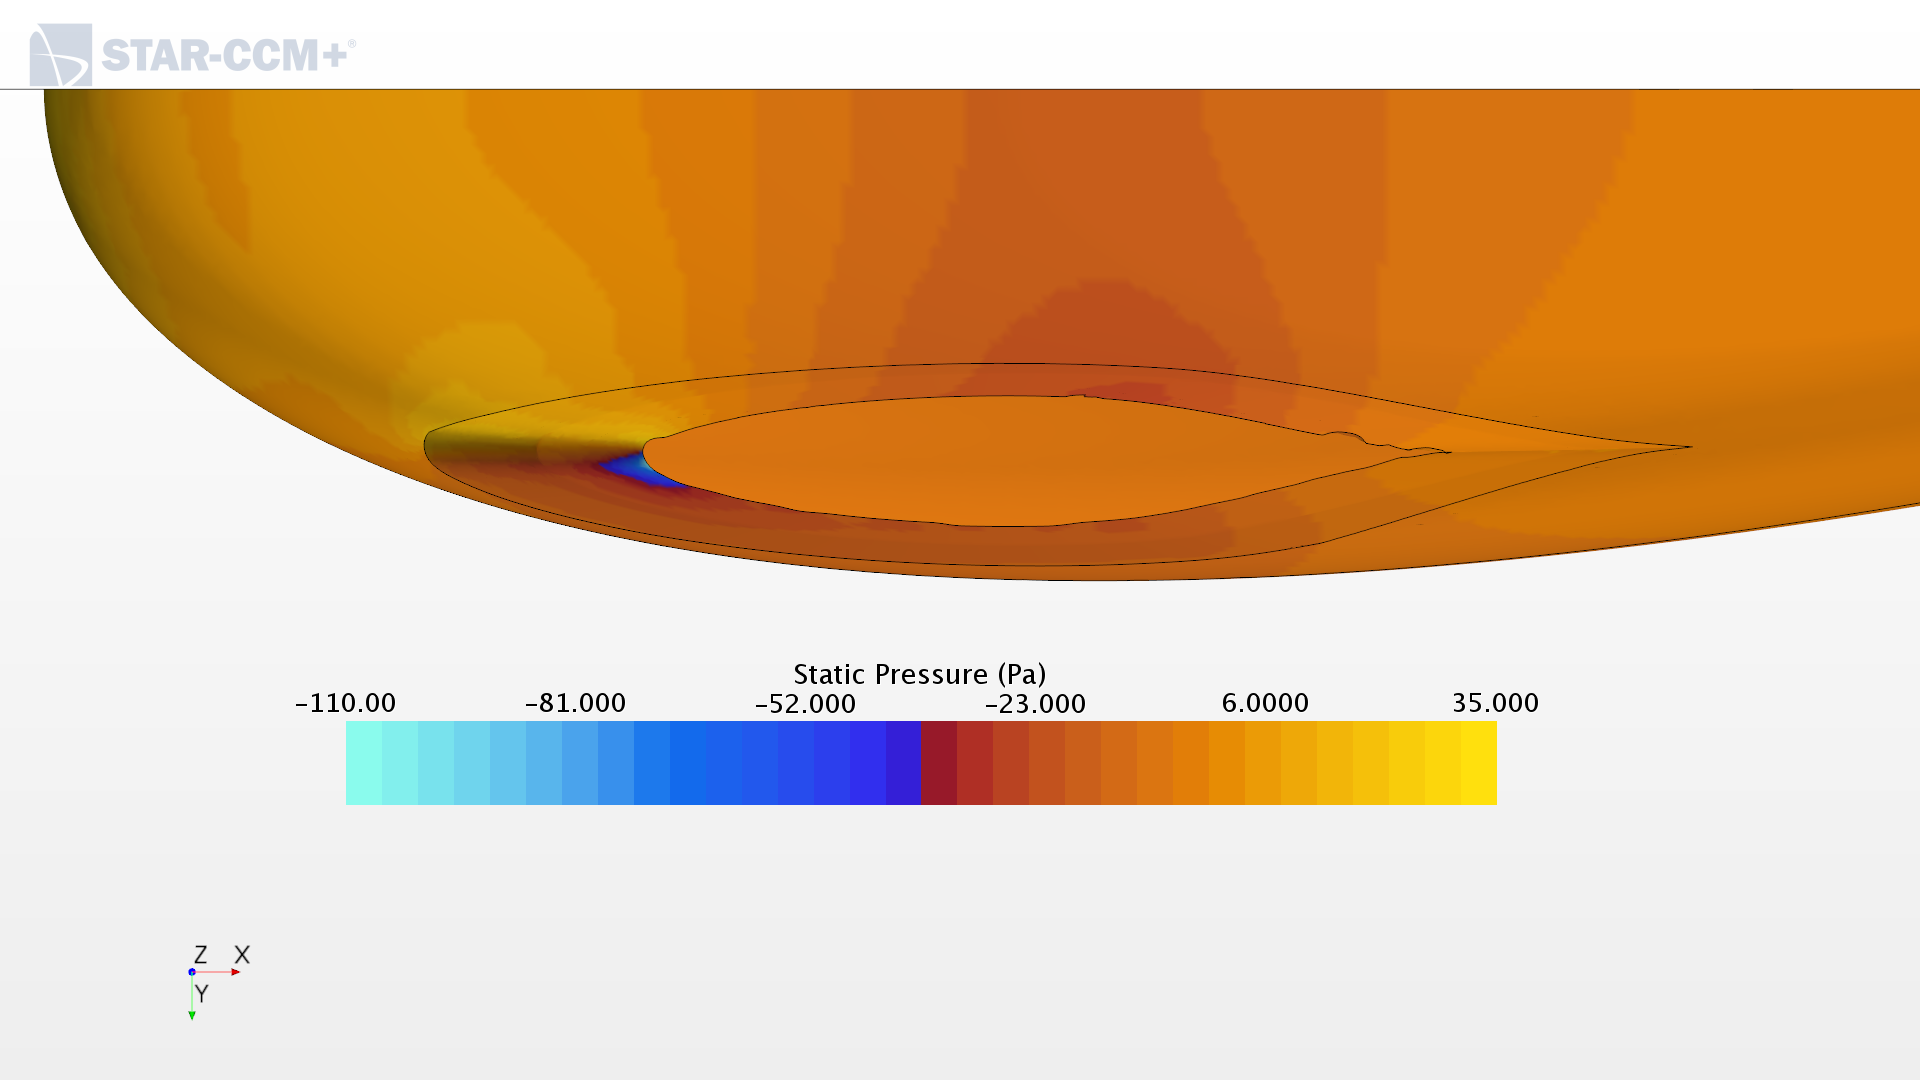 STAR-CCM+®
Static Pressure (Pa)
-110.00 -81.000 -52.000 -23.000 6.0000 35.000
Z X
Y